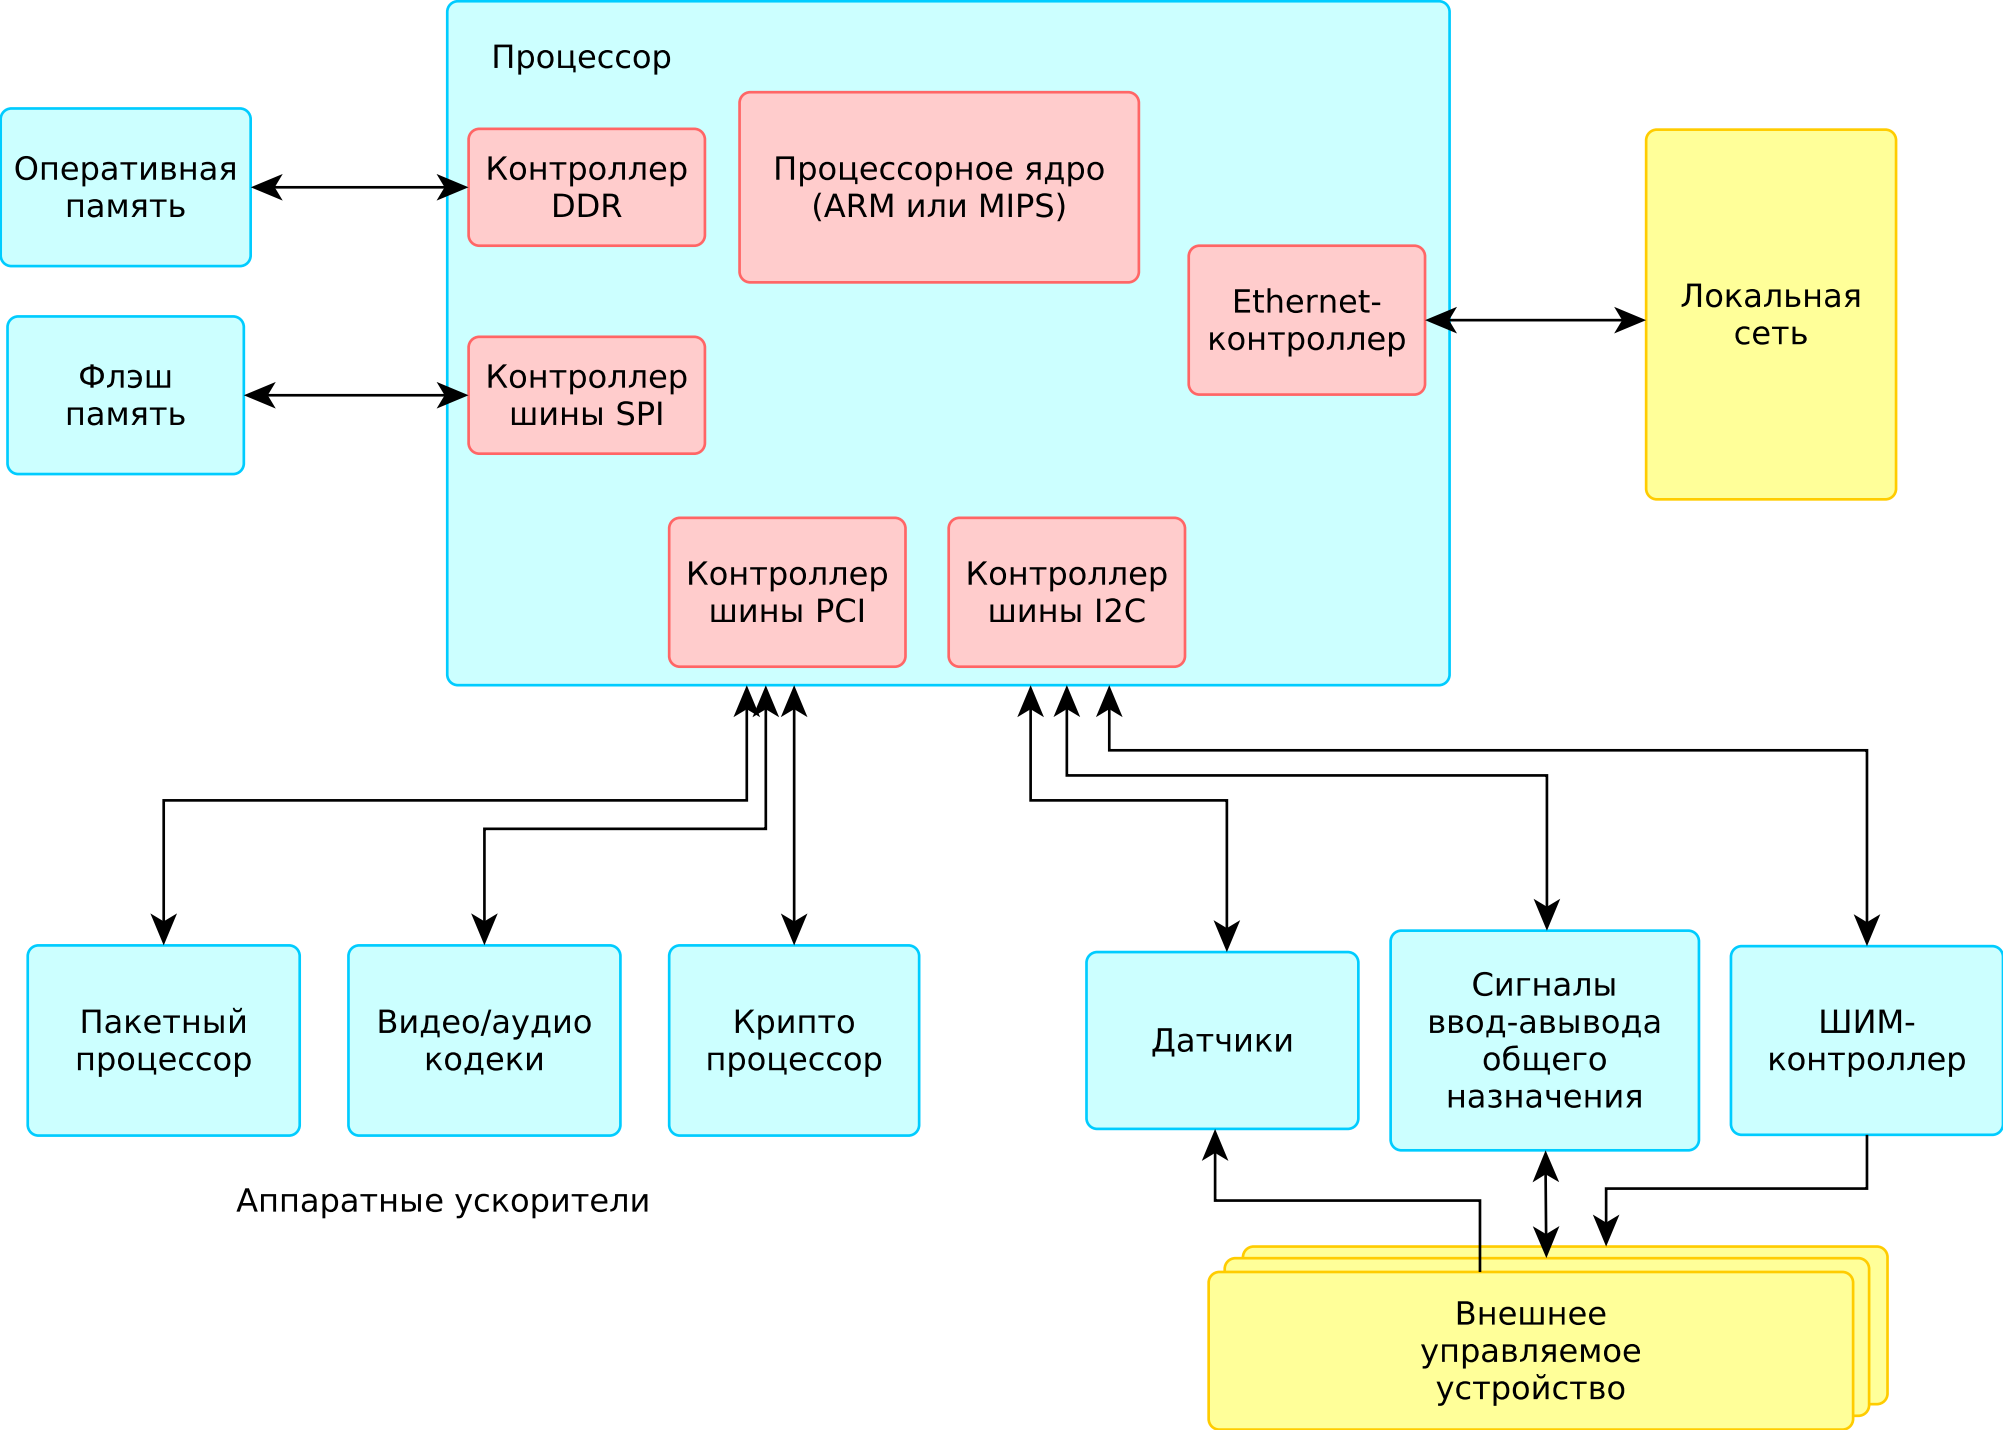 Процессор
Оперативная
память
Контроллер
DDR
Процессорное ядро
(ARM или MIPS)
Ethernet-
контроллер
Локальная
сеть
Флэш
память
Контроллер
шины SPI
Контроллер
шины PCI
Контроллер
шины I2C
Пакетный
процессор
Видео/аудио
кодеки
Крипто
процессор
Датчики
Сигналы
ввод-авывода
общего
назначения
ШИМ-
контроллер
Аппаратные ускорители
Внешнее
управляемое
устройство